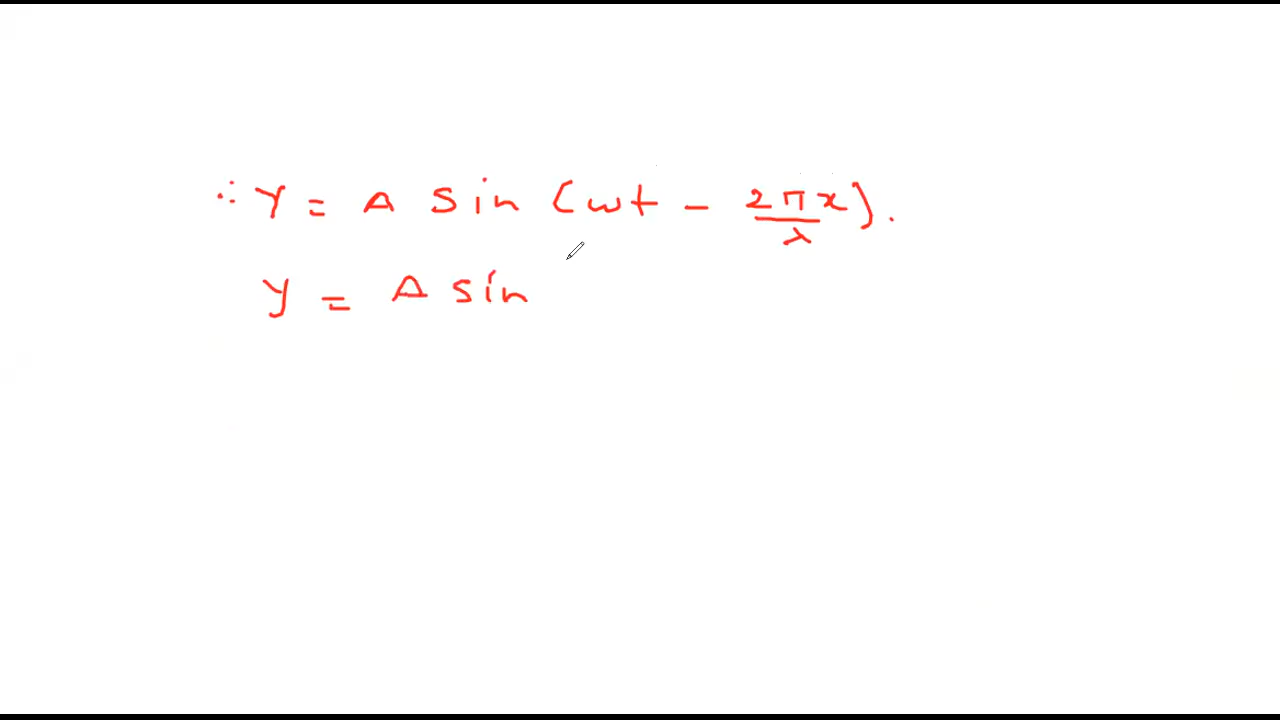 ∴ Y = A sin (ωt - 2πx/λ).
y = A sin